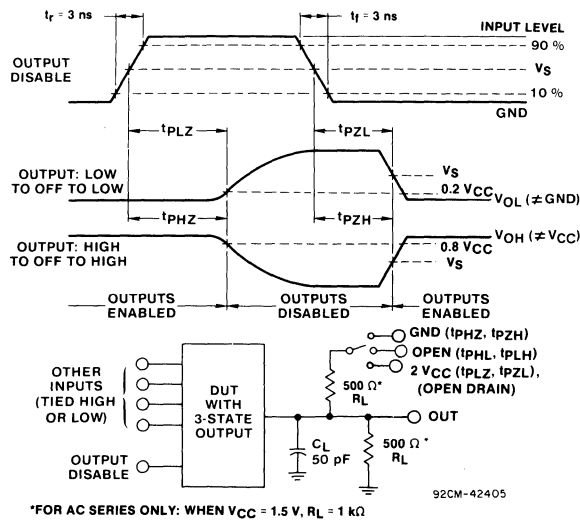 tr = 3 ns
tf = 3 ns
INPUT LEVEL
90 %
VS
10 %
GND
OUTPUT
DISABLE
tPLZ
tPZL
OUTPUT: LOW
TO OFF TO LOW
VS
0.2 VCC
VOL (≠GND)
tPHZ
tPZH
OUTPUT: HIGH
TO OFF TO HIGH
VOH (≠VCC)
0.8 VCC
VS
OUTPUTS
ENABLED
OUTPUTS
DISABLED
OUTPUTS
ENABLED
GND (tPHZ, tPZH)
OPEN (tPHL, tPLH)
2 VCC (tPLZ, tPZL),
(OPEN DRAIN)
OTHER
INPUTS
(TIED HIGH
OR LOW)
OUTPUT
DISABLE
DUT
WITH
3-STATE
OUTPUT
500 Ω*
RL
OUT
CL
50 pF
500 Ω*
RL
92CM-42405
*FOR AC SERIES ONLY: WHEN VCC = 1.5 V, RL = 1 kΩ